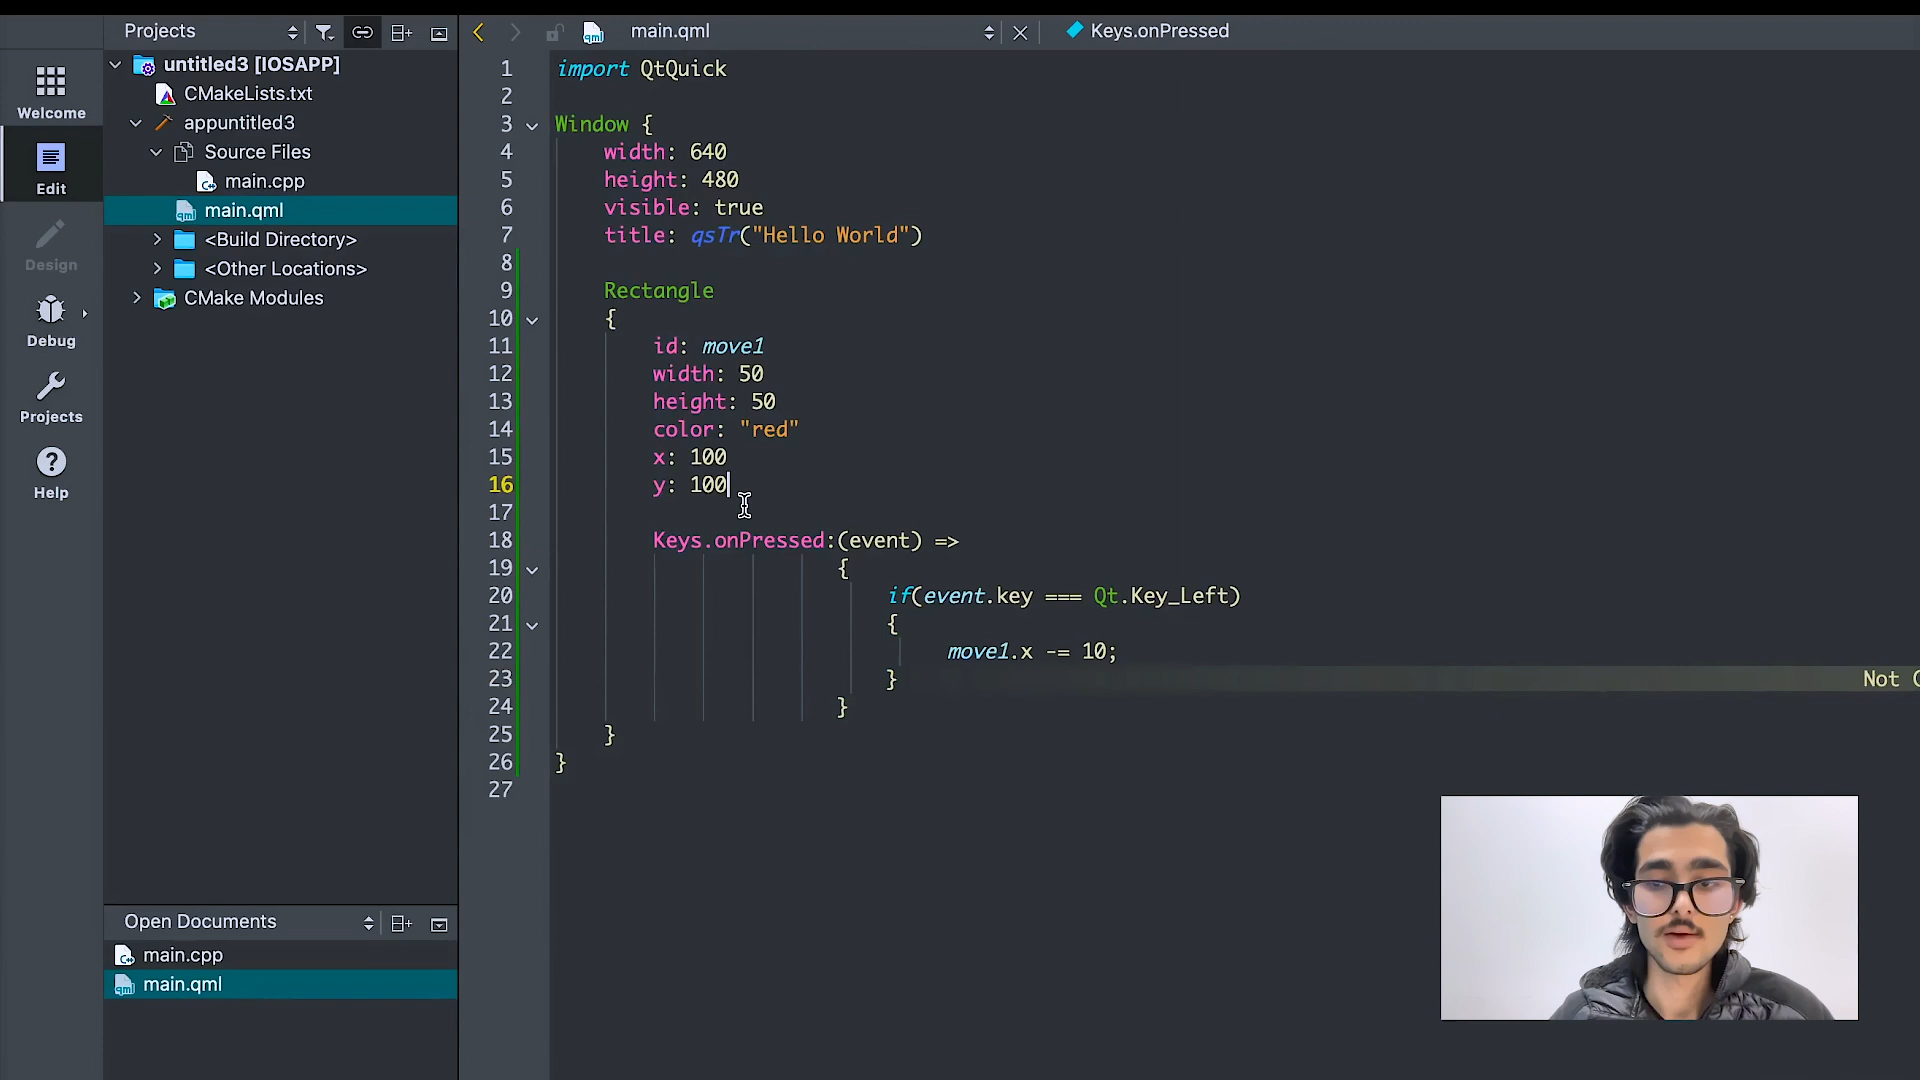 Projects
main.qml
Keys.onPressed
Welcome
Edit
Design
Debug
Projects
Help
untitled3 [IOSAPP]
CMakeLists.txt
appuntitled3
Source Files
main.cpp
main.qml
<Build Directory>
<Other Locations>
CMake Modules
Open Documents
main.cpp
main.qml
1 import QtQuick
2
3 Window {
4 width: 640
5 height: 480
6 visible: true
7 title: qsTr("Hello World")
8
9 Rectangle
10 {
11 id: move1
12 width: 50
13 height: 50
14 color: "red"
15 x: 100
16 y: 100
17
18 Keys.onPressed:(event) =>
19 {
20 if(event.key === Qt.Key_Left)
21 {
22 move1.x -= 10;
23 } Not
24 }
25 }
26 }
27